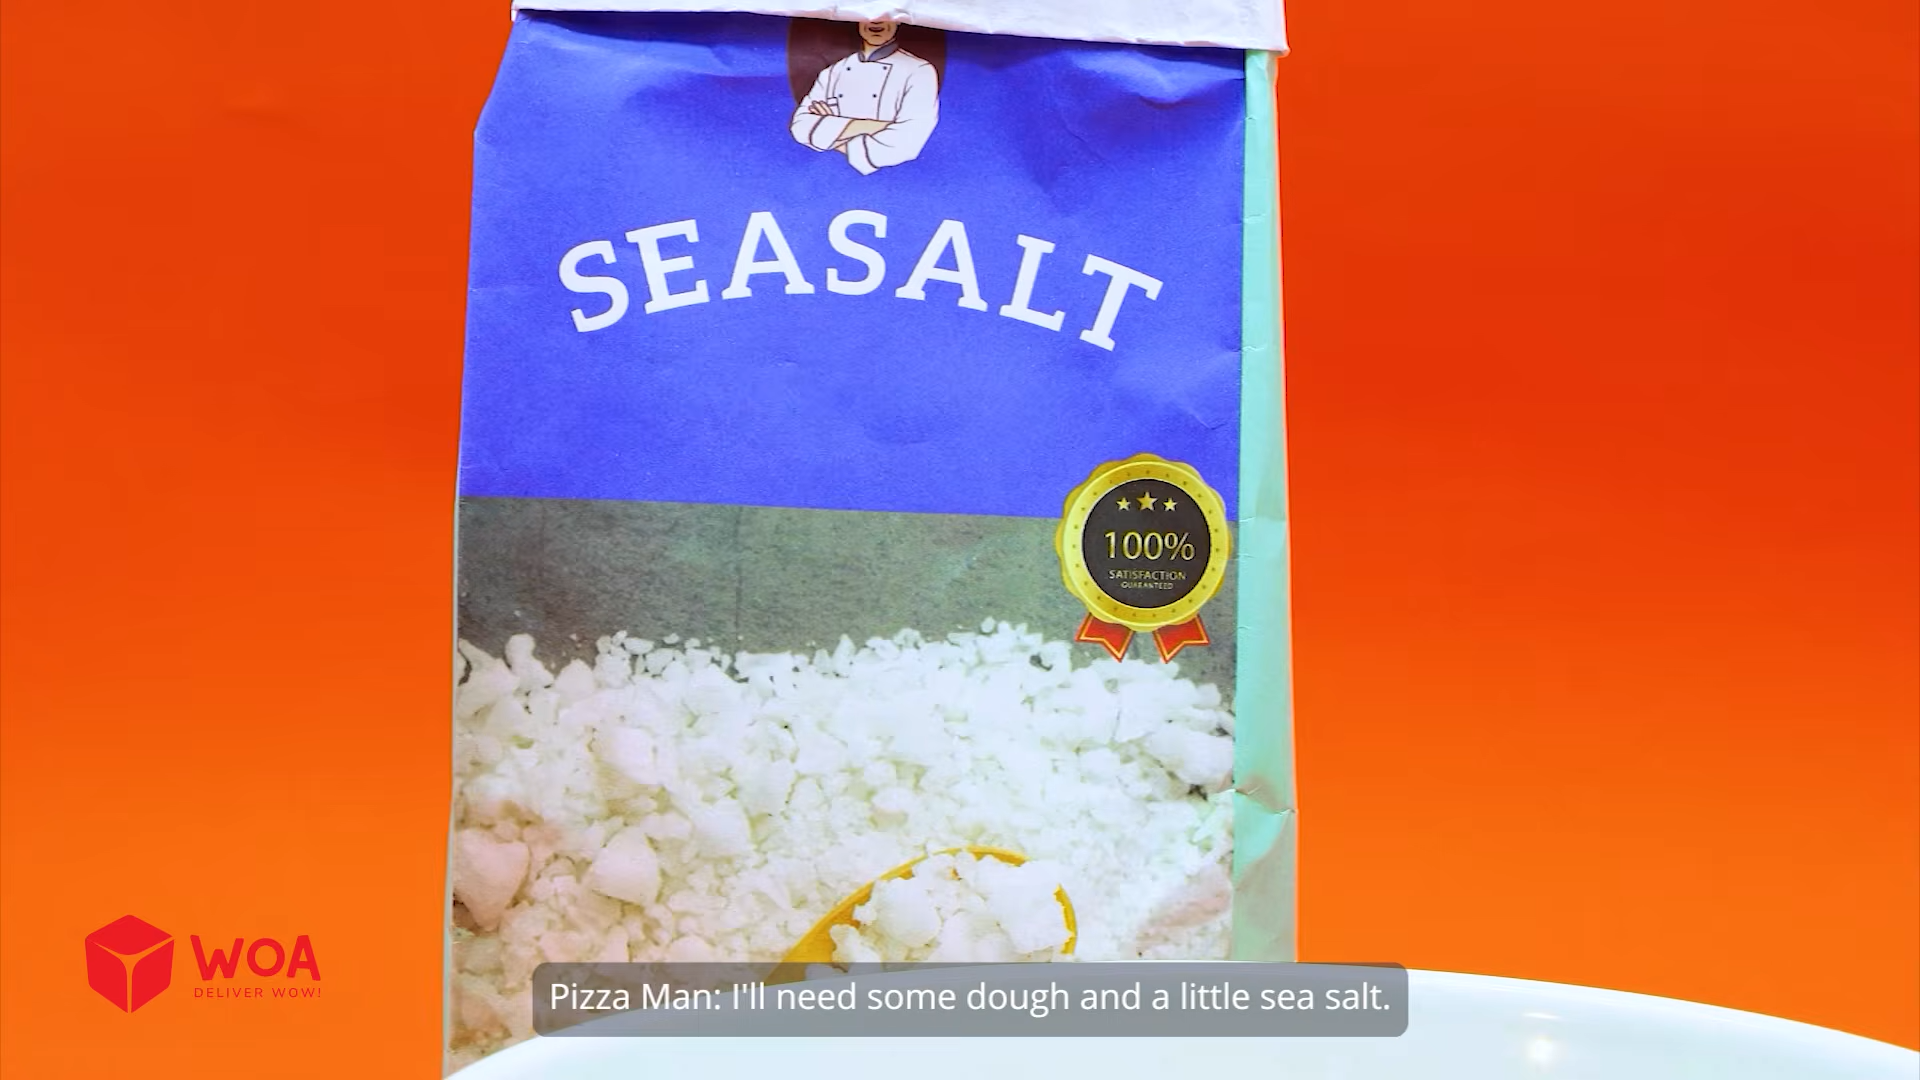 SEASALT
100%
SATISFACTION
GUARANTEED
WOA
DELIVER WOW!
Pizza Man: I'll need some dough and a little sea salt.